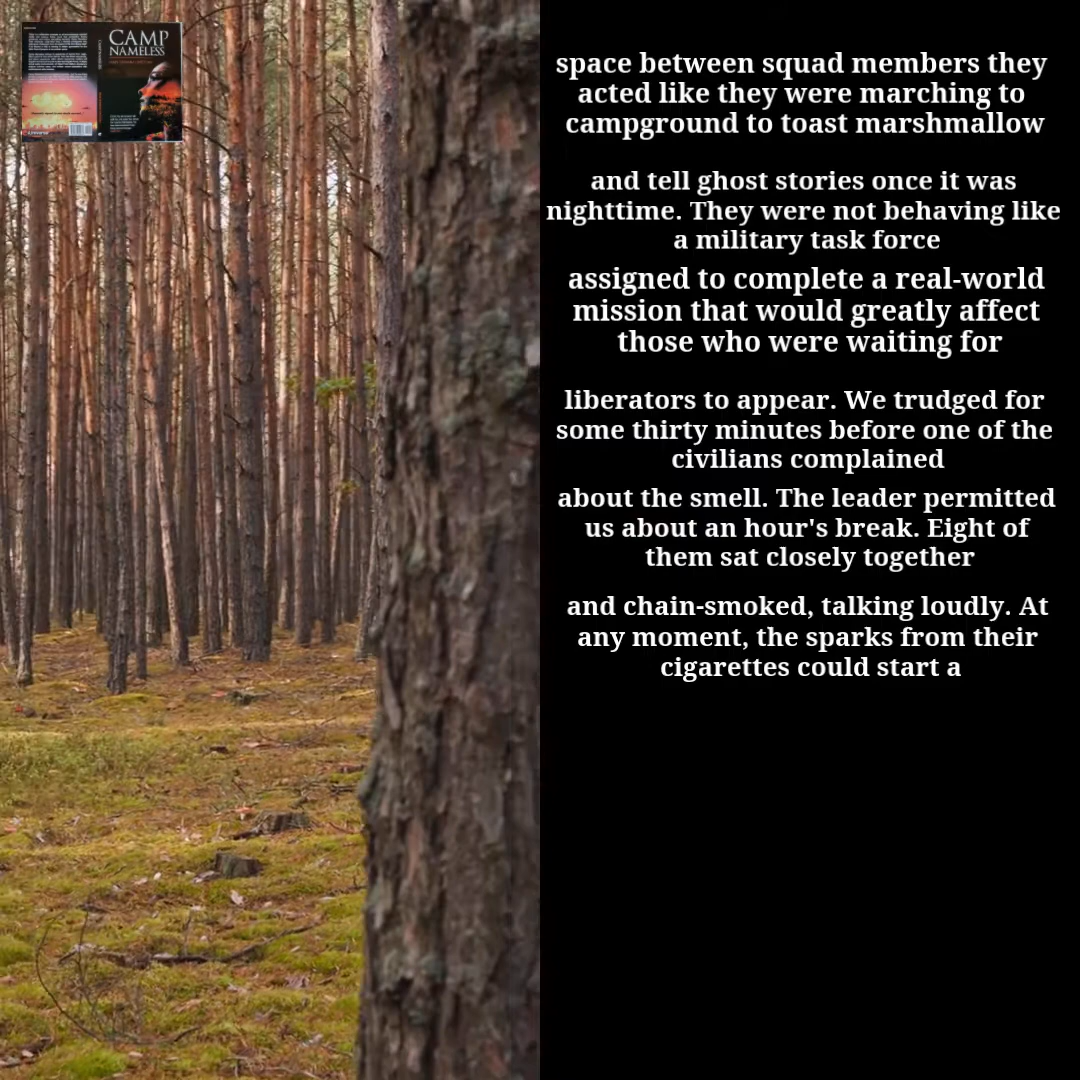 CAMP
NAMELESS
space between squad members they
acted like they were marching to
campground to toast marshmallow
and tell ghost stories once it was
nighttime. They were not behaving like
a military task force
assigned to complete a real-world
mission that would greatly affect
those who were waiting for
liberators to appear. We trudged for
some thirty minutes before one of the
civilians complained
about the smell. The leader permitted
us about an hour's break. Eight of
them sat closely together
and chain-smoked, talking loudly. At
any moment, the sparks from their
cigarettes could start a